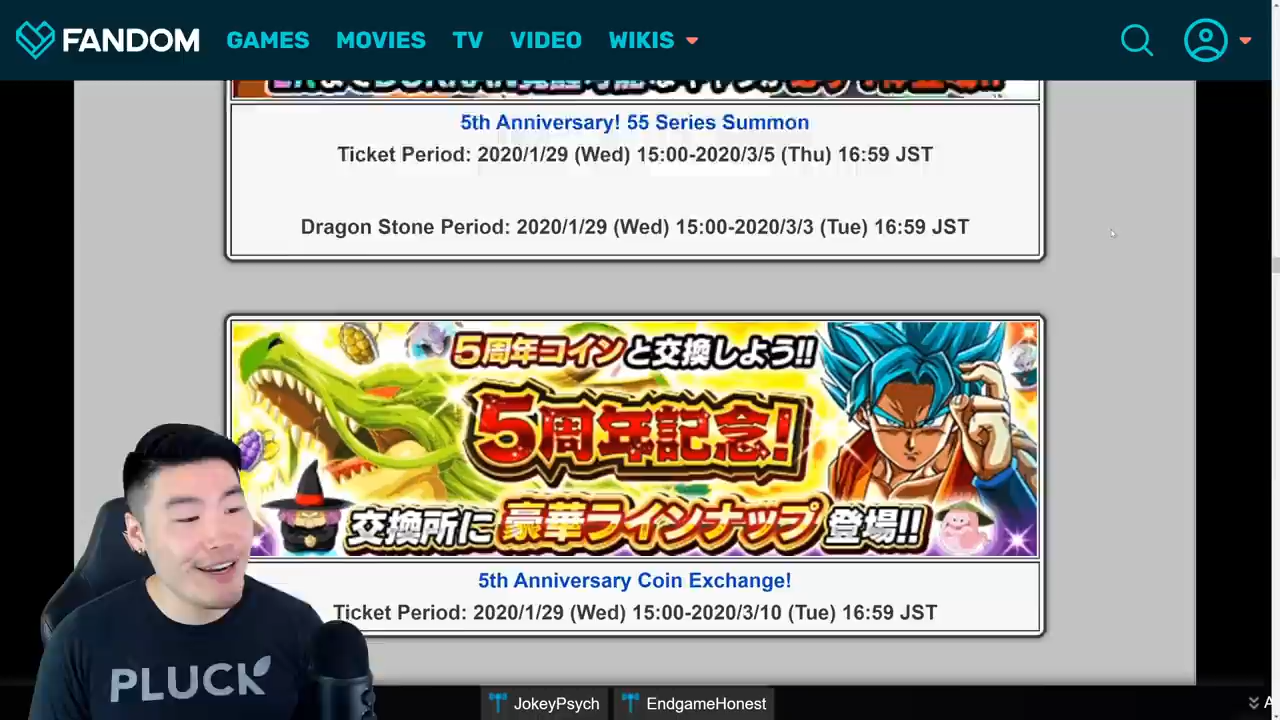 FANDOM GAMES MOVIES TV VIDEO WIKIS
5th Anniversary! 55 Series Summon
Ticket Period: 2020/1/29 (Wed) 15:00-2020/3/5 (Thu) 16:59 JST
Dragon Stone Period: 2020/1/29 (Wed) 15:00-2020/3/3 (Tue) 16:59 JST
5周年コインと交換しよう!!
5周年記念!
交換所に豪華ラインナップ登場!!
5th Anniversary Coin Exchange!
Ticket Period: 2020/1/29 (Wed) 15:00-2020/3/10 (Tue) 16:59 JST
PLUCK
JokeyPsych EndgameHonest